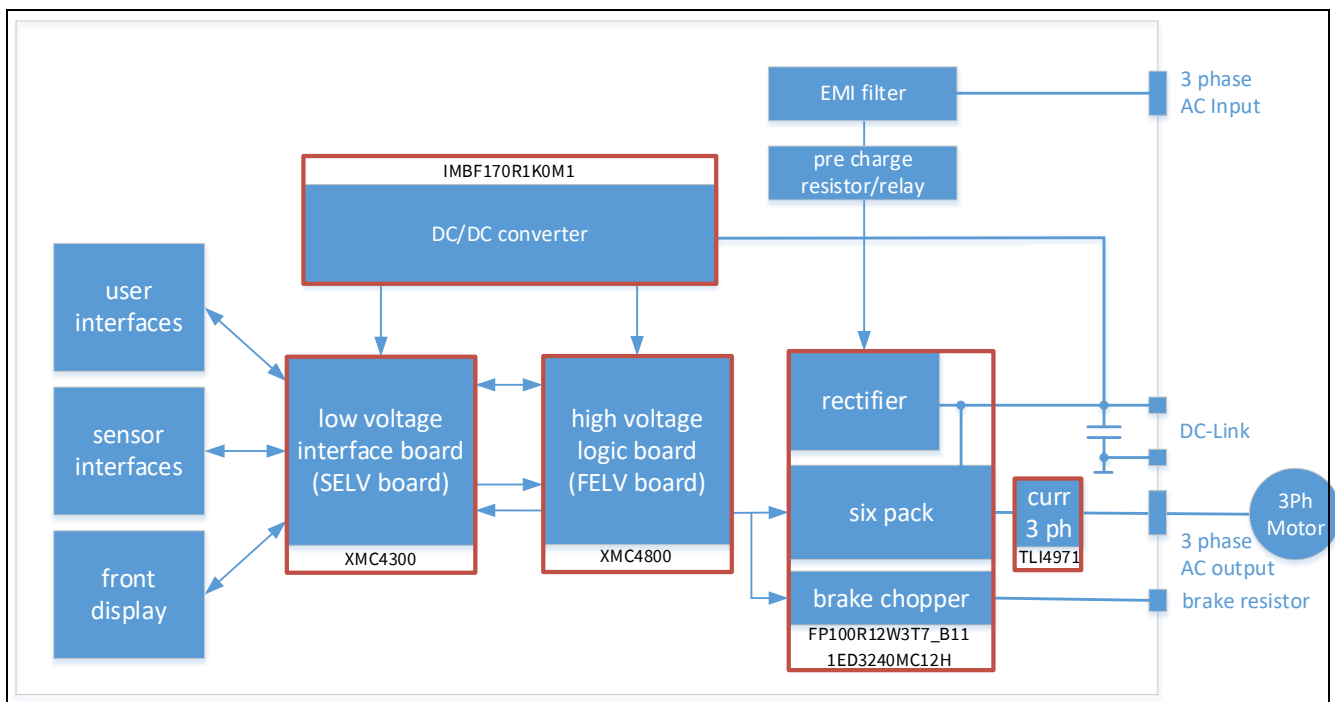 EMI filter
3 phase
AC Input
pre charge
resistor/relay
IMBF170R1K0M1
DC/DC converter
user
interfaces
sensor
interfaces
front
display
low voltage
interface board
(SELV board)
XMC4300
high voltage
logic board
(FELV board)
XMC4800
rectifier
six pack
brake chopper
FP100R12W3T7_B11
1ED3240MC12H
curr
3 ph
TLI4971
DC-Link
3Ph
Motor
3 phase
AC output
brake resistor